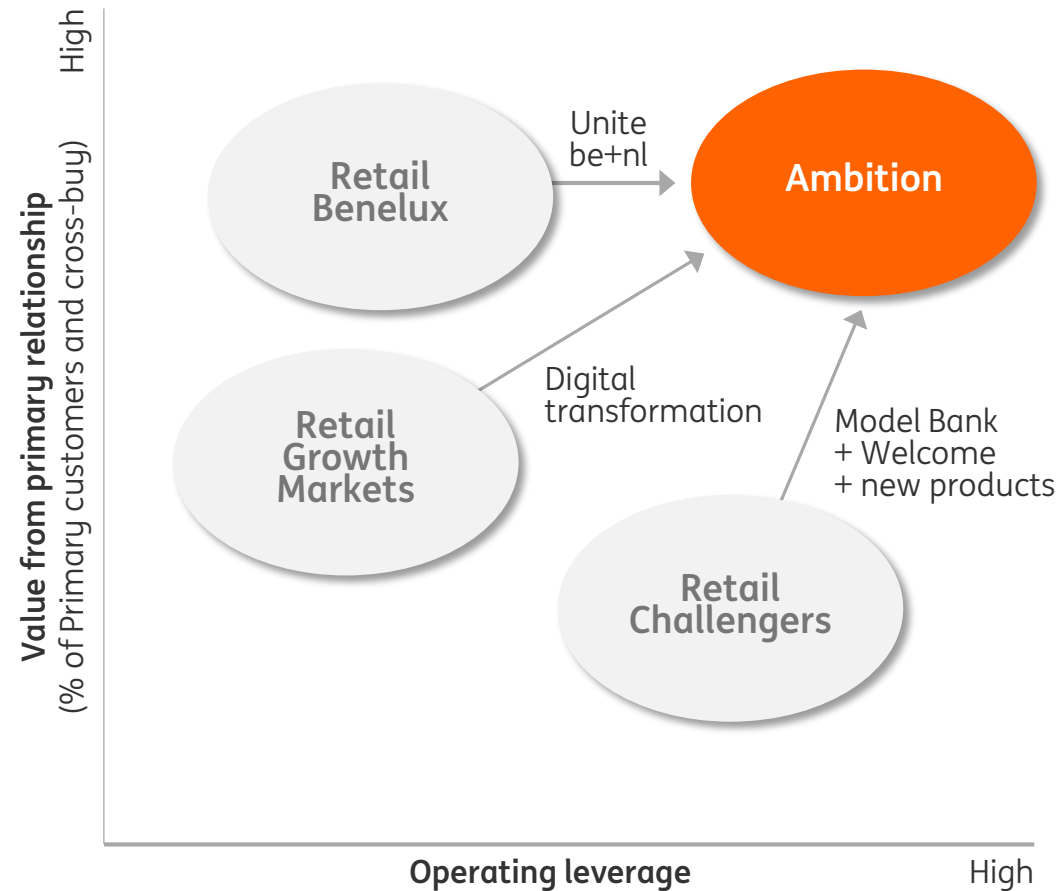 High
Value from primary relationship
(% of Primary customers and cross-buy)
Retail
Benelux
Unite
be+nl
Ambition
Retail
Growth
Markets
Digital
transformation
Model Bank
+ Welcome
+ new products
Retail
Challengers
Operating leverage
High